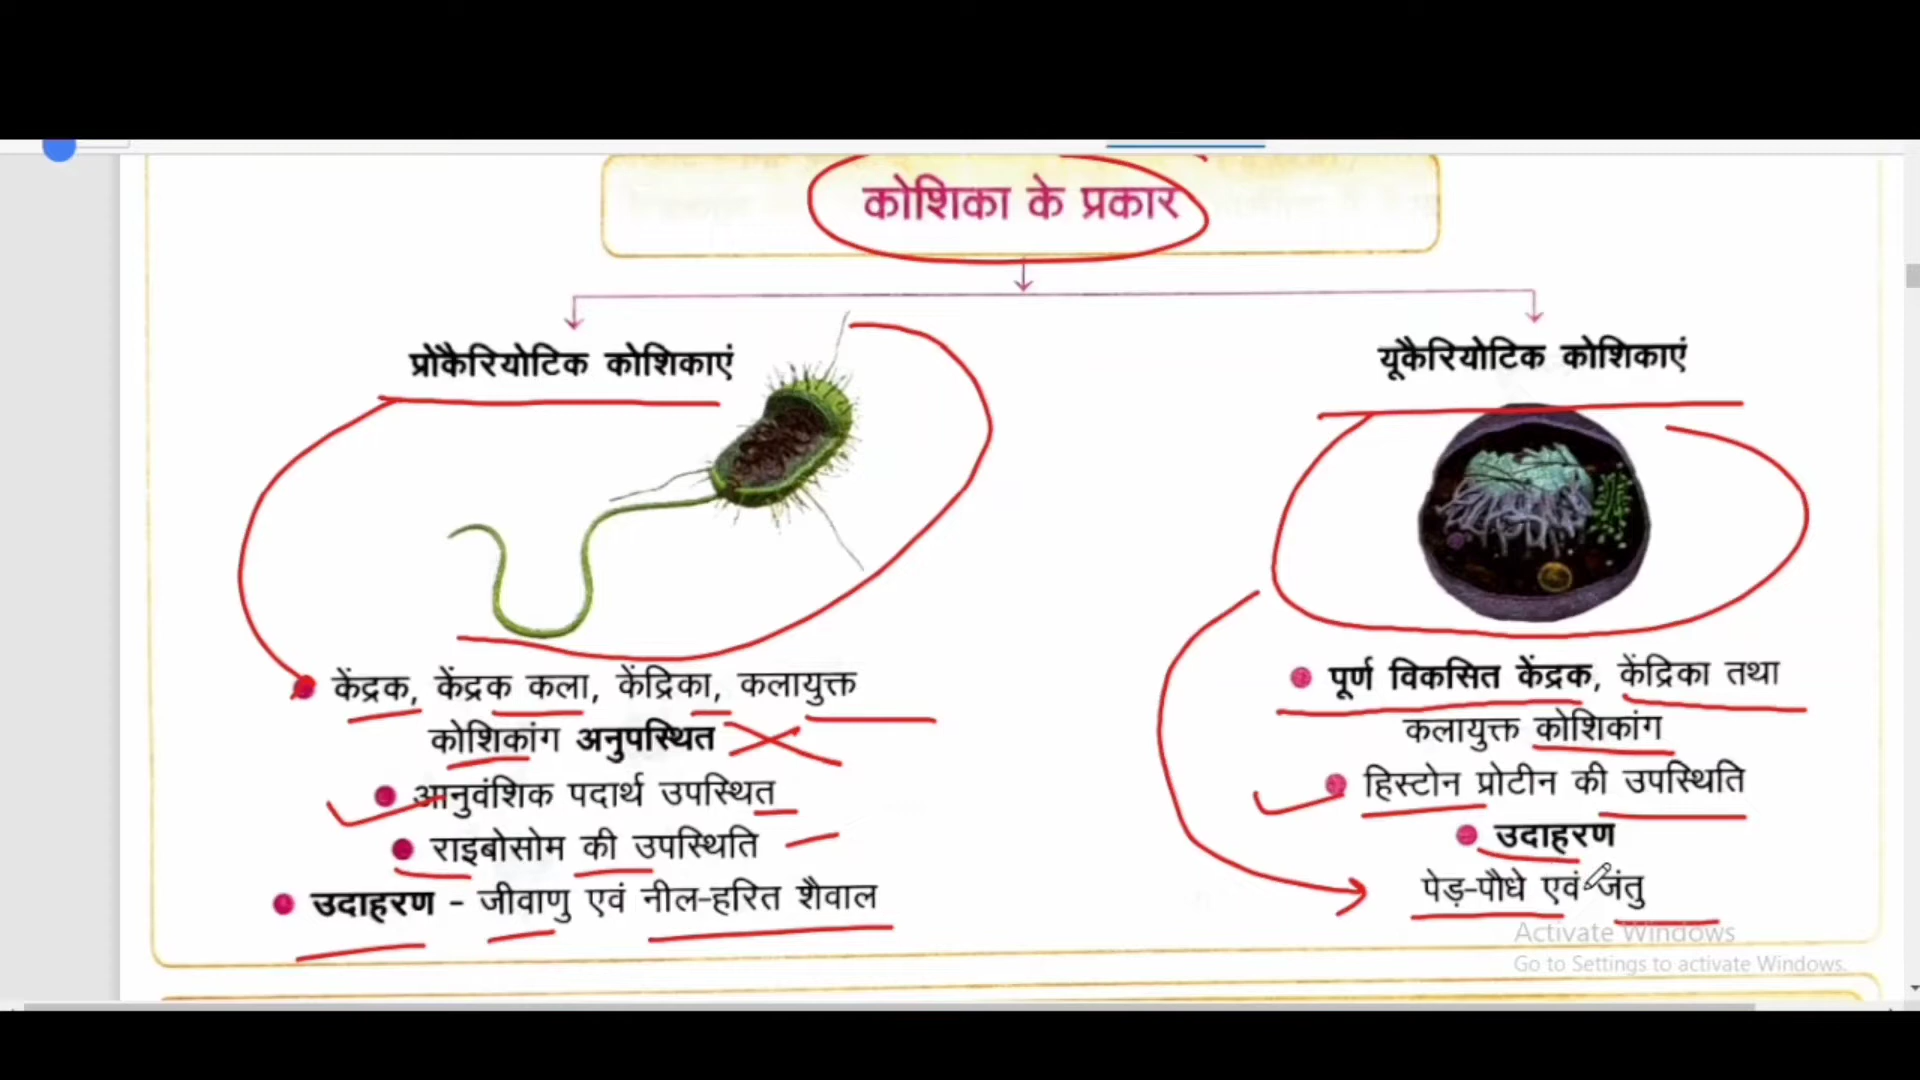 कोशिका के प्रकार
प्रोकैरियोटिक कोशिकाएं
केंद्रक, केंद्रक कला, केंद्रिका, कलायुक्त
कोशिकांग अनुपस्थित
आनुवंशिक पदार्थ उपस्थित
राइबोसोम की उपस्थिति
उदाहरण - जीवाणु एवं नील-हरित शैवाल
यूकैरियोटिक कोशिकाएं
पूर्ण विकसित केंद्रक, केंद्रिका तथा
कलायुक्त कोशिकांग
हिस्टोन प्रोटीन की उपस्थिति
उदाहरण
पेड़-पौधे एवं जंतु
Activate Windows
Go to Settings to activate Windows.